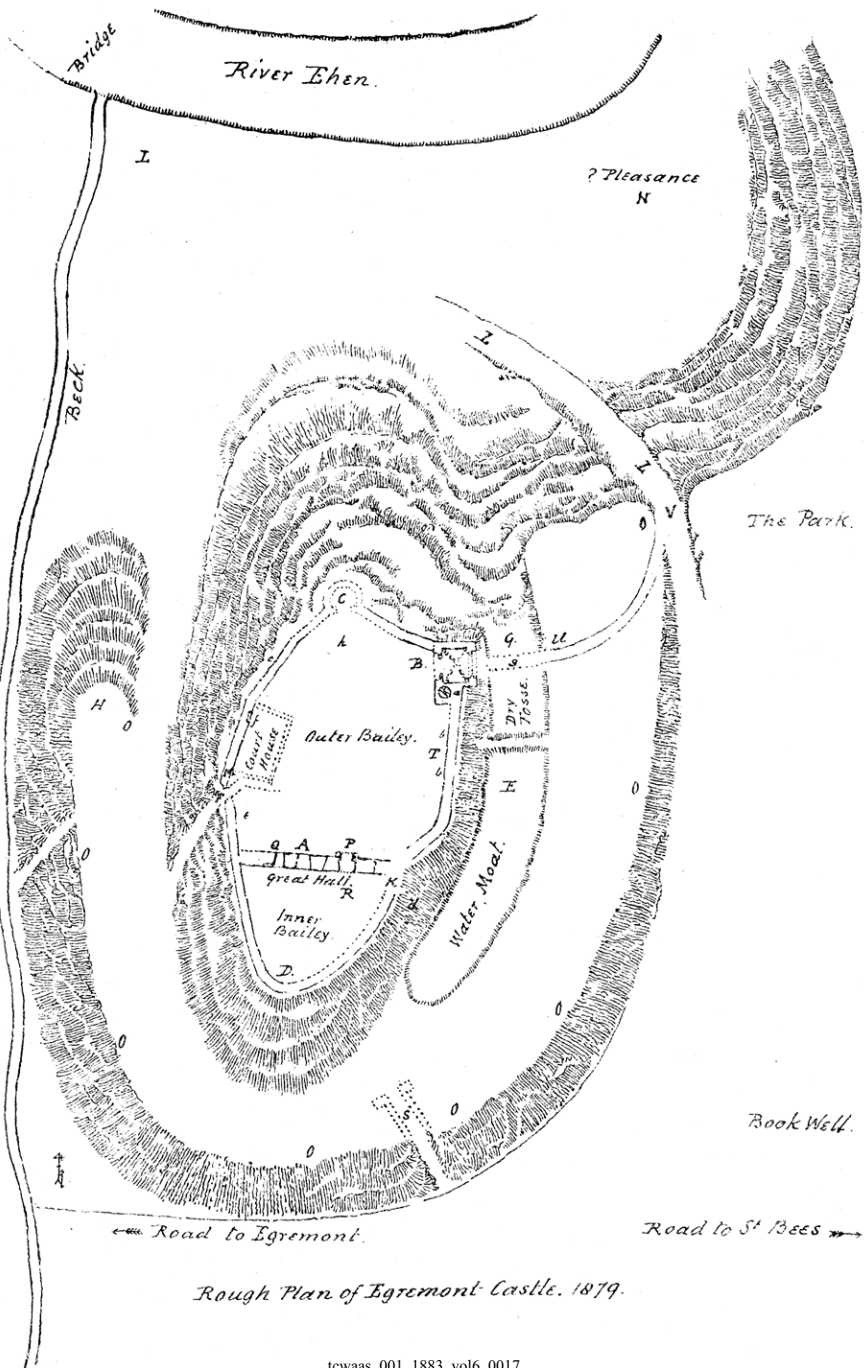 Bridge
River Ehen.
I
? Pleasance
N
I
Beck.
I
V
The Park.
O
C
h
G.
U
B.
g
e
a
Dry
Fosse.
H
O
f
Court
House
Outer Bailey.
b
T
b
E
O
t
O
Q A P
Great Hall.
K
R
d
Water Moat.
Inner
Bailey
D.
O
O
S
O
Book Well.
O
Road to Egremont.
Road to St Bees
Rough Plan of Egremont Castle. 1879.
tcwaas_001_1883_vol6_0017